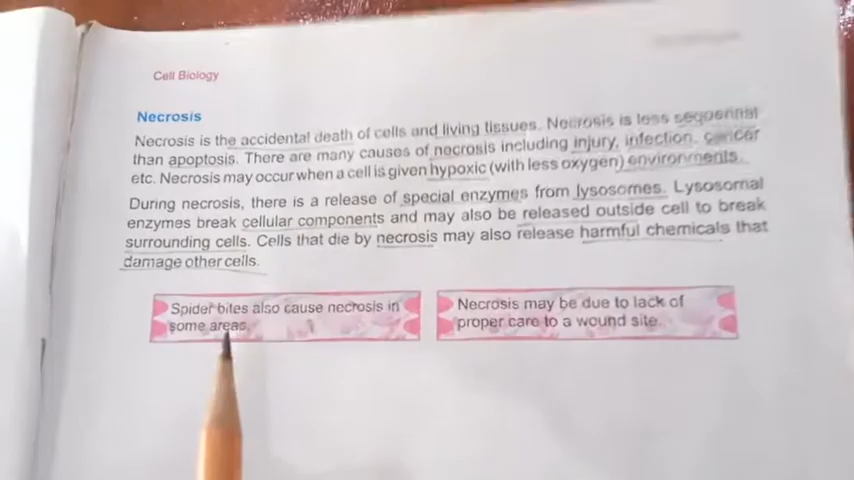 Cell Biology
Necrosis
Necrosis is the accidental death of cells and living tissues. Necrosis is less sequential
than apoptosis. There are many causes of necrosis including injury, infection, cancer
etc. Necrosis may occur when a cell is given hypoxic (with less oxygen) environments.
During necrosis, there is a release of special enzymes from lysosomes. Lysosomal
enzymes break cellular components and may also be released outside cell to break
surrounding cells. Cells that die by necrosis may also release harmful chemicals that
damage other cells.
Spider bites also cause necrosis in
some areas.
Necrosis may be due to lack of
proper care to a wound site.